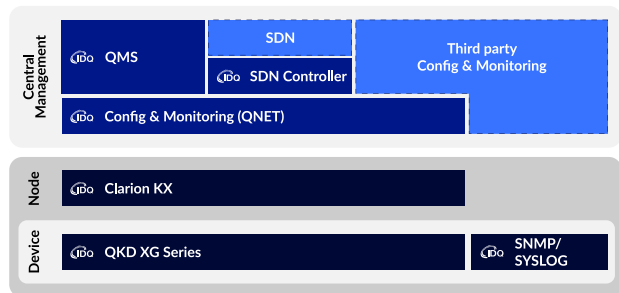 Central
Management
IDQ QMS
SDN
IDQ SDN Controller
Third party
Config & Monitoring
IDQ Config & Monitoring (QNET)
Node
IDQ Clarion KX
Device
IDQ QKD XG Series
IDQ SNMP/
SYSLOG